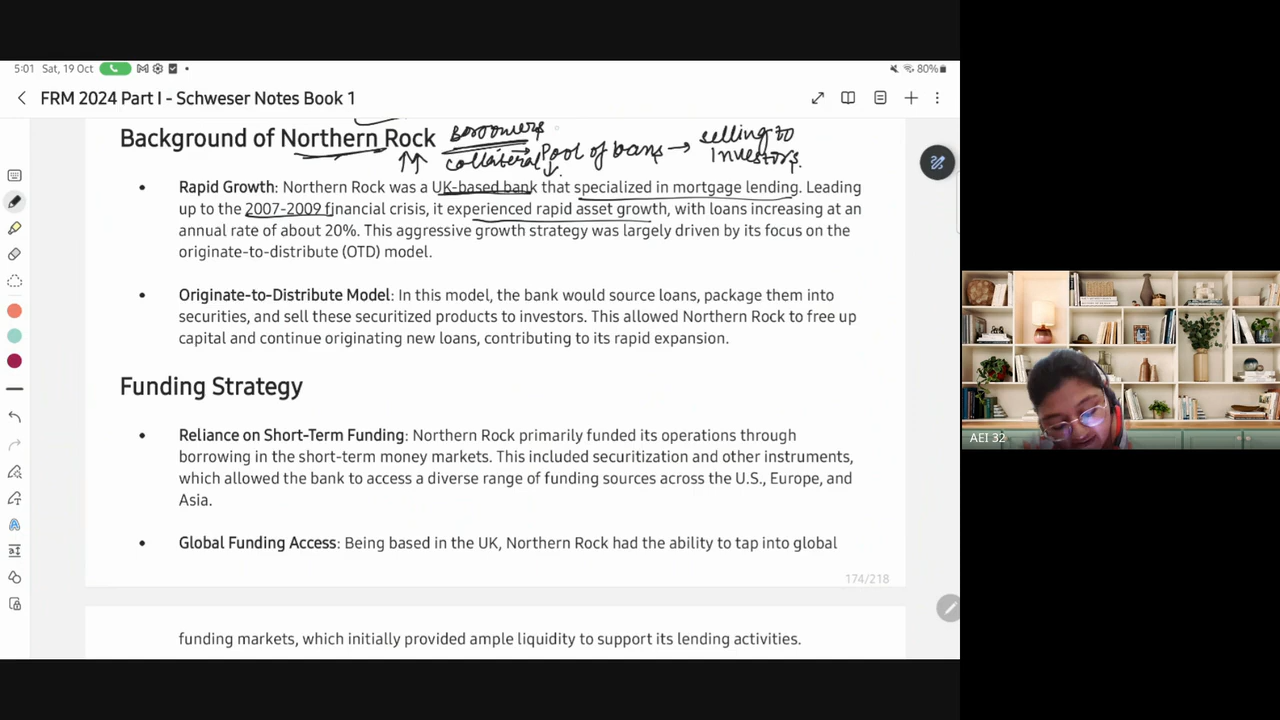 5:01 Sat, 19 Oct
80%
FRM 2024 Part I - Schweser Notes Book 1
Background of Northern Rock
Borrowers
collateral → Pool of loans → selling to
Investors.
• Rapid Growth: Northern Rock was a UK-based bank that specialized in mortgage lending. Leading
up to the 2007-2009 financial crisis, it experienced rapid asset growth, with loans increasing at an
annual rate of about 20%. This aggressive growth strategy was largely driven by its focus on the
originate-to-distribute (OTD) model.
• Originate-to-Distribute Model: In this model, the bank would source loans, package them into
securities, and sell these securitized products to investors. This allowed Northern Rock to free up
capital and continue originating new loans, contributing to its rapid expansion.
Funding Strategy
• Reliance on Short-Term Funding: Northern Rock primarily funded its operations through
borrowing in the short-term money markets. This included securitization and other instruments,
which allowed the bank to access a diverse range of funding sources across the U.S., Europe, and
Asia.
• Global Funding Access: Being based in the UK, Northern Rock had the ability to tap into global
174/218
funding markets, which initially provided ample liquidity to support its lending activities.
AEI 32